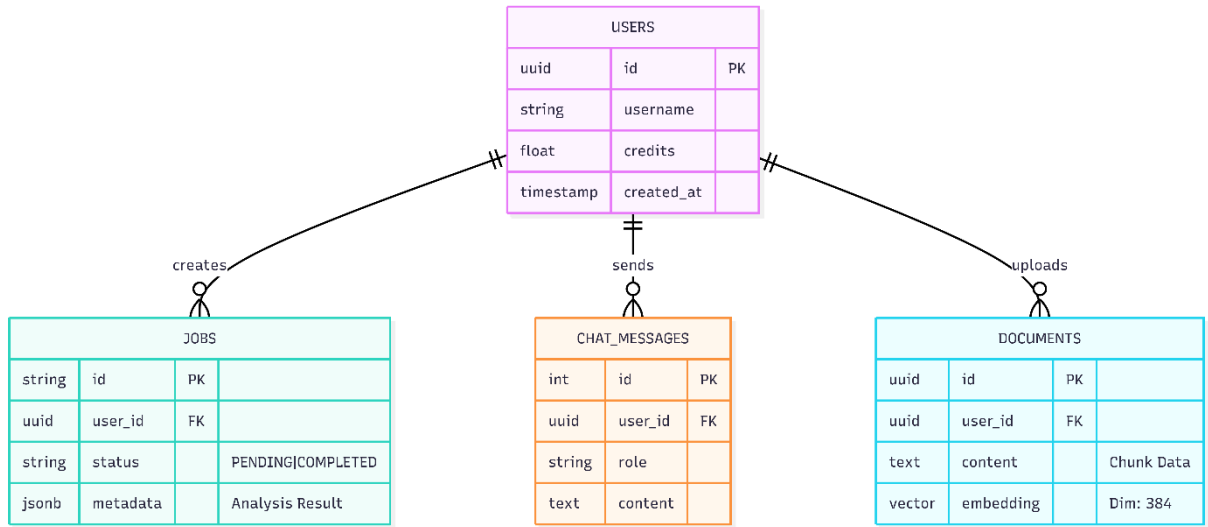 USERS
uuid id PK
string username
float credits
timestamp created_at
creates
sends
uploads
JOBS
string id PK
uuid user_id FK
string status PENDING|COMPLETED
jsonb metadata Analysis Result
CHAT_MESSAGES
int id PK
uuid user_id FK
string role
text content
DOCUMENTS
uuid id PK
uuid user_id FK
text content Chunk Data
vector embedding Dim: 384